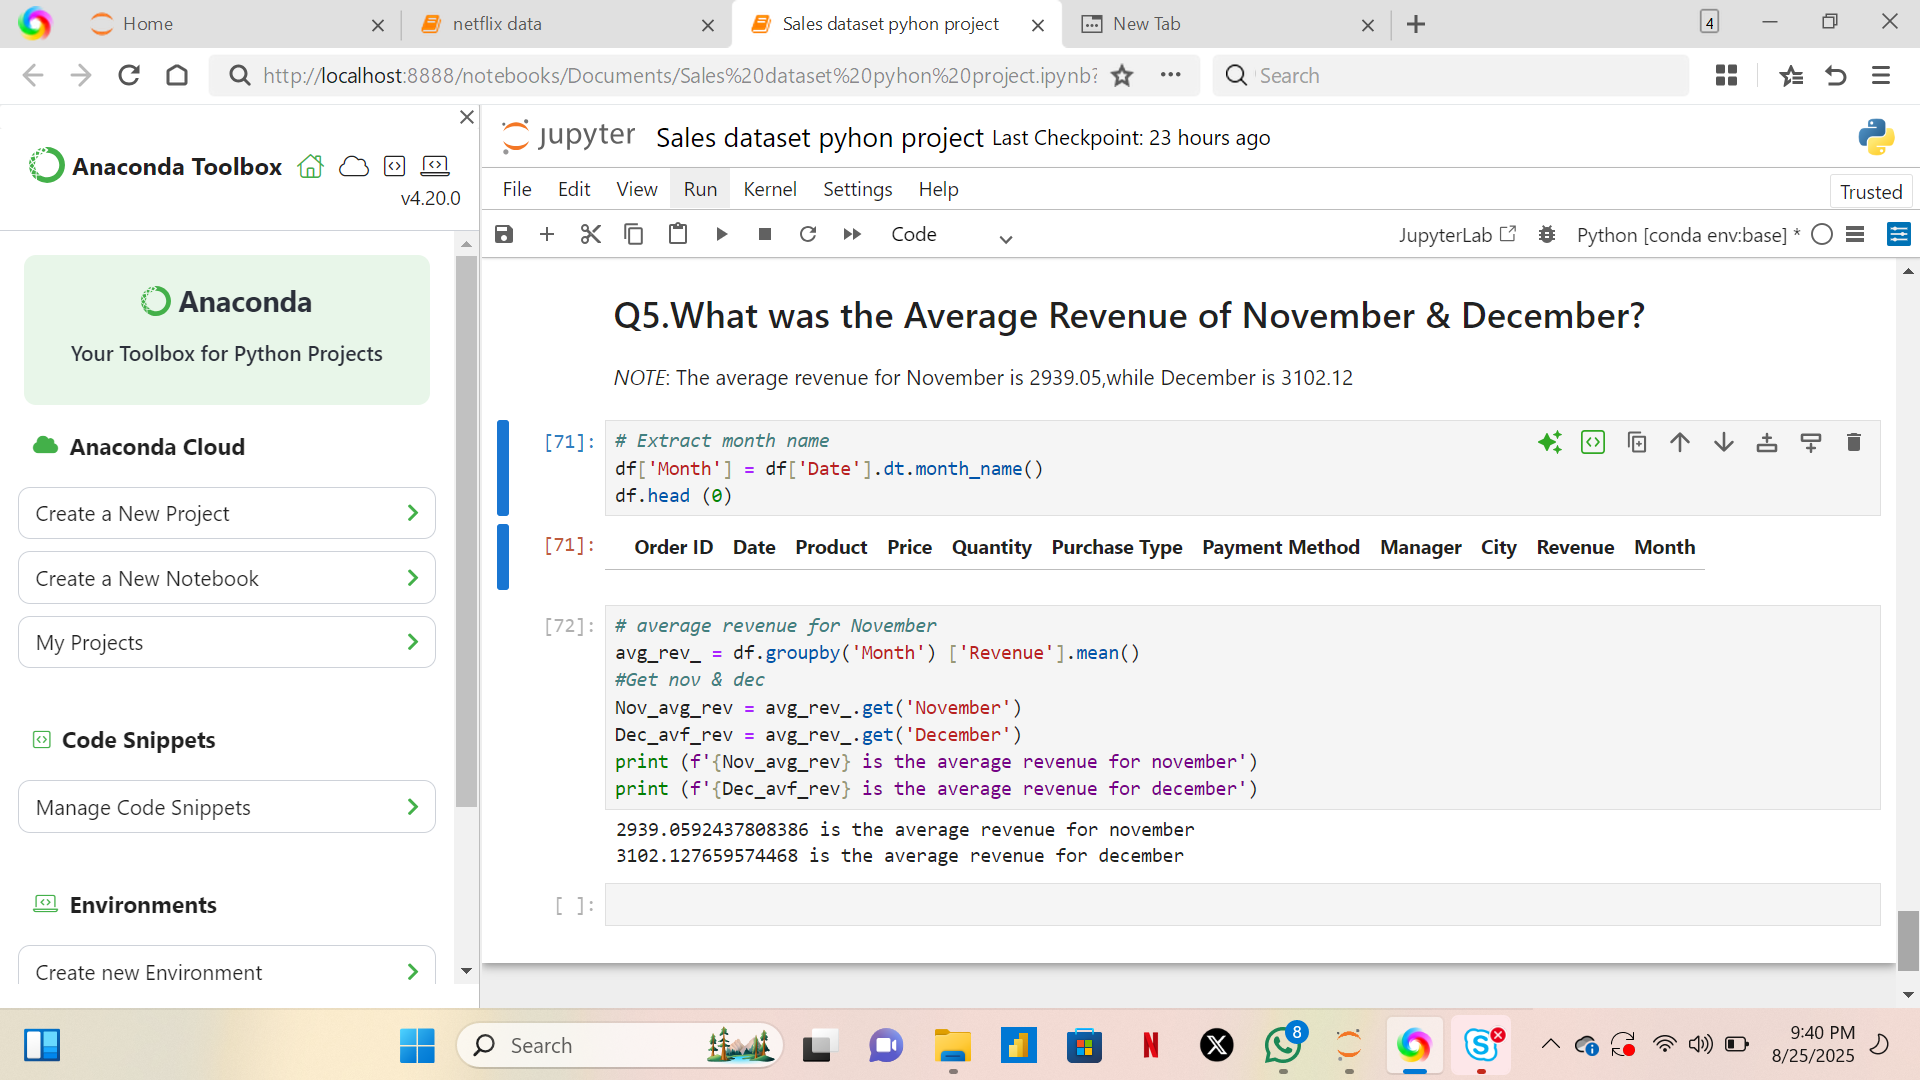 Home
netflix data
Sales dataset pyhon project
New Tab
4
http://localhost:8888/notebooks/Documents/Sales%20dataset%20pyhon%20project.ipynb?
Search
Anaconda Toolbox
v4.20.0
Anaconda
Your Toolbox for Python Projects
Anaconda Cloud
Create a New Project
Create a New Notebook
My Projects
Code Snippets
Manage Code Snippets
Environments
Create new Environment
jupyter Sales dataset pyhon project Last Checkpoint: 23 hours ago
File Edit View Run Kernel Settings Help
Trusted
Code
JupyterLab
Python [conda env:base] *
Q5.What was the Average Revenue of November & December?
NOTE: The average revenue for November is 2939.05,while December is 3102.12
[71]:
# Extract month name
df['Month'] = df['Date'].dt.month_name()
df.head (0)
[71]:
Order ID Date Product Price Quantity Purchase Type Payment Method Manager City Revenue Month
[72]:
# average revenue for November
avg_rev_ = df.groupby('Month') ['Revenue'].mean()
#Get nov & dec
Nov_avg_rev = avg_rev_.get('November')
Dec_avf_rev = avg_rev_.get('December')
print (f'{Nov_avg_rev} is the average revenue for november')
print (f'{Dec_avf_rev} is the average revenue for december')
2939.0592437808386 is the average revenue for november
3102.127659574468 is the average revenue for december
[ ]:
Search
8
9:40 PM
8/25/2025